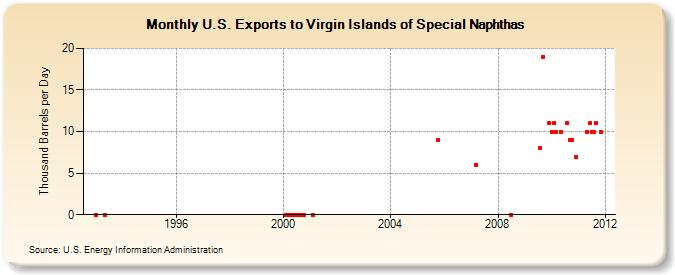 Monthly U.S. Exports to Virgin Islands of Special Naphthas
Thousand Barrels per Day
20
15
10
5
0
1996 2000 2004 2008 2012
Source: U.S. Energy Information Administration